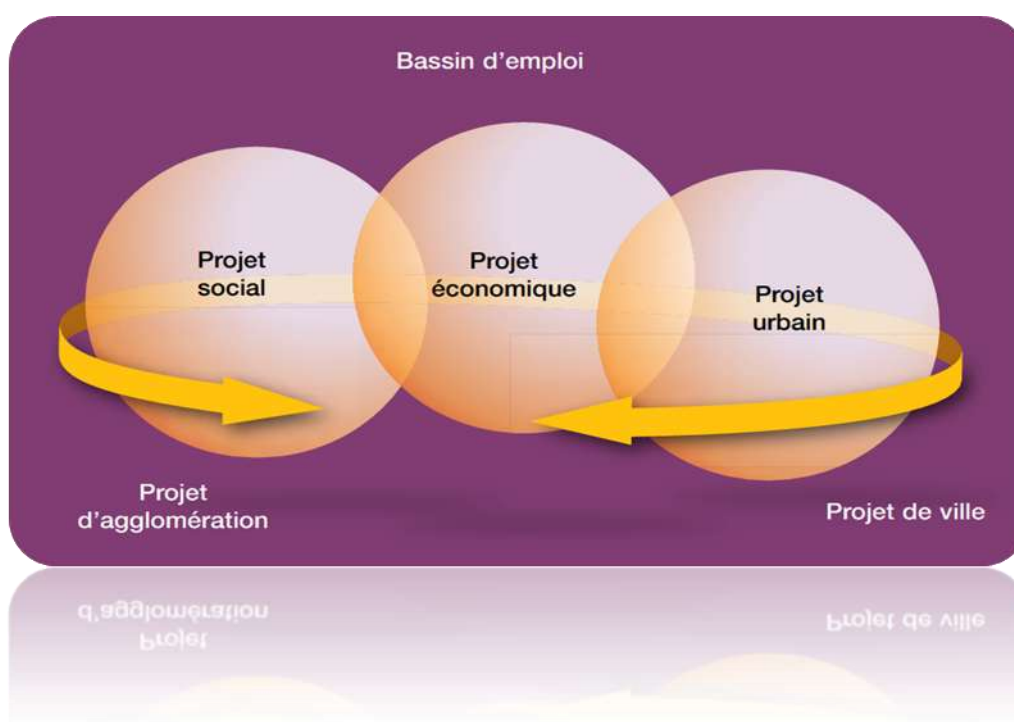 Bassin d'emploi
Projet
social
Projet
économique
Projet
urbain
Projet
d'agglomération
Projet de ville